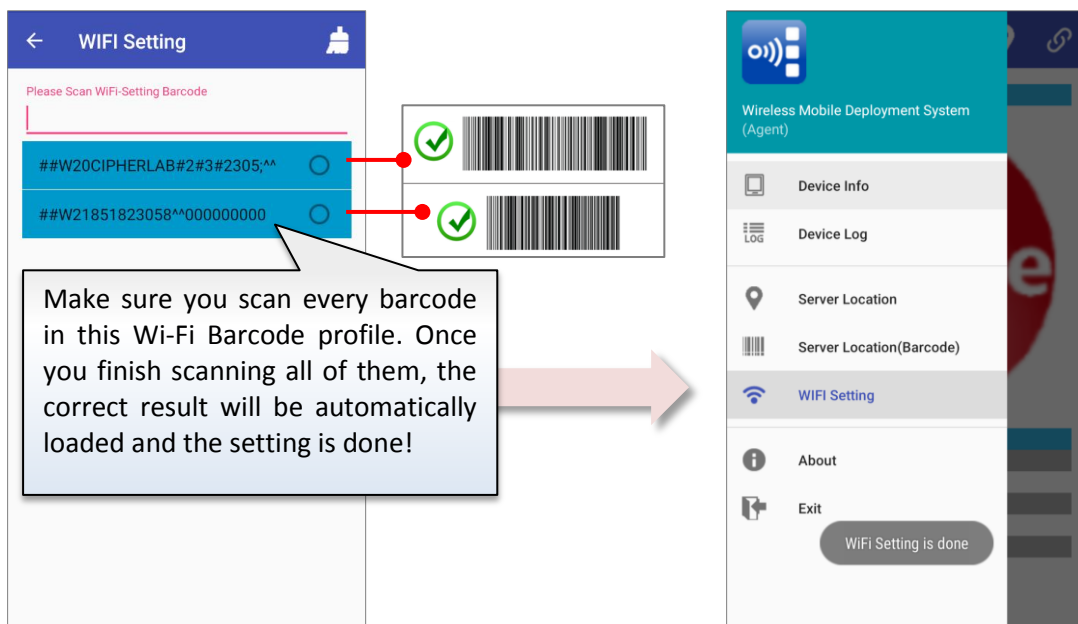 WIFI Setting
Please Scan WiFi-Setting Barcode
##W20CIPHERLAB#2#3#2305;^^
##W21851823058^^000000000
Make sure you scan every barcode
in this Wi-Fi Barcode profile. Once
you finish scanning all of them, the
correct result will be automatically
loaded and the setting is done!
Wireless Mobile Deployment System
(Agent)
Device Info
LOG
Device Log
Server Location
Server Location(Barcode)
WIFI Setting
About
Exit
WiFi Setting is done
e